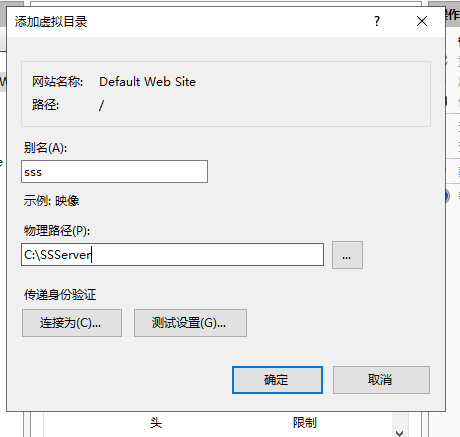 添加虚拟目录
操作
网站名称: Default Web Site
路径: /
别名(A):
sss
示例: 映像
物理路径(P):
C:\SSServer
...
传递身份验证
连接为(C)...
测试设置(G)...
确定
取消
头 限制